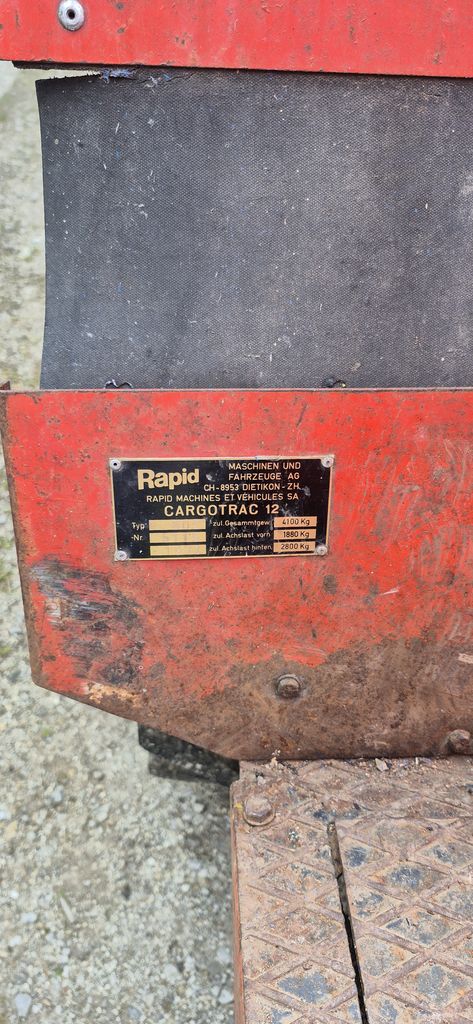 Rapid MASCHINEN UND
FAHRZEUGE AG
CH-8953 DIETIKON-ZH
RAPID MACHINES ET VÉHICULES SA
CARGOTRAC 12
Typ zul. Gesammtgew. 4100 Kg
-Nr. zul. Achslast vorn 1880 Kg
zul. Achslast hinten 2800 Kg